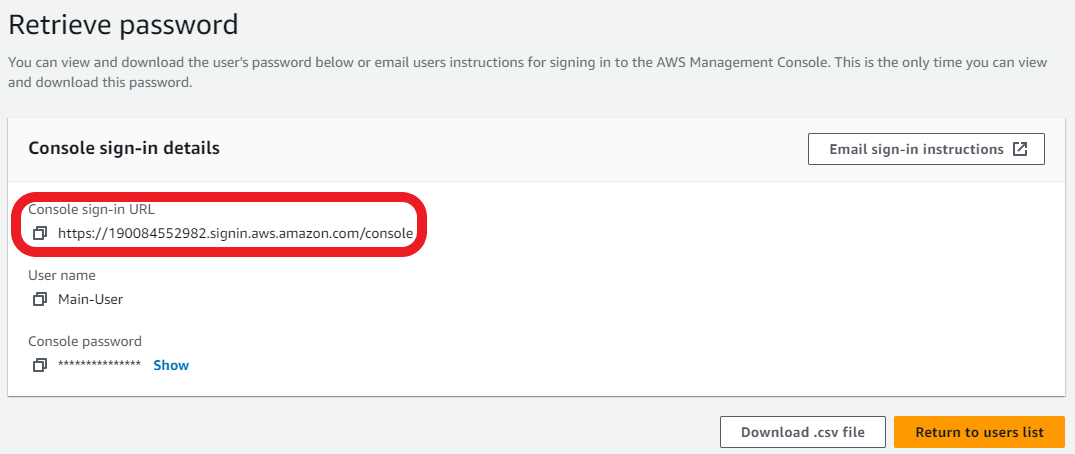 Retrieve password
You can view and download the user's password below or email users instructions for signing in to the AWS Management Console. This is the only time you can view
and download this password.
Console sign-in details
Email sign-in instructions
Console sign-in URL
https://190084552982.signin.aws.amazon.com/console
User name
Main-User
Console password
*************** Show
Download .csv file
Return to users list